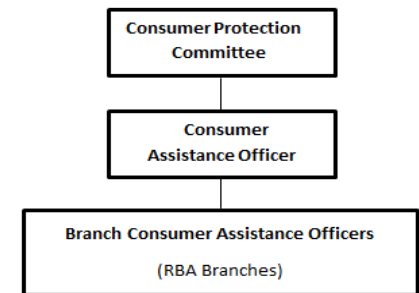 Consumer Protection
Committee
Consumer
Assistance Officer
Branch Consumer Assistance Officers
(RBA Branches)